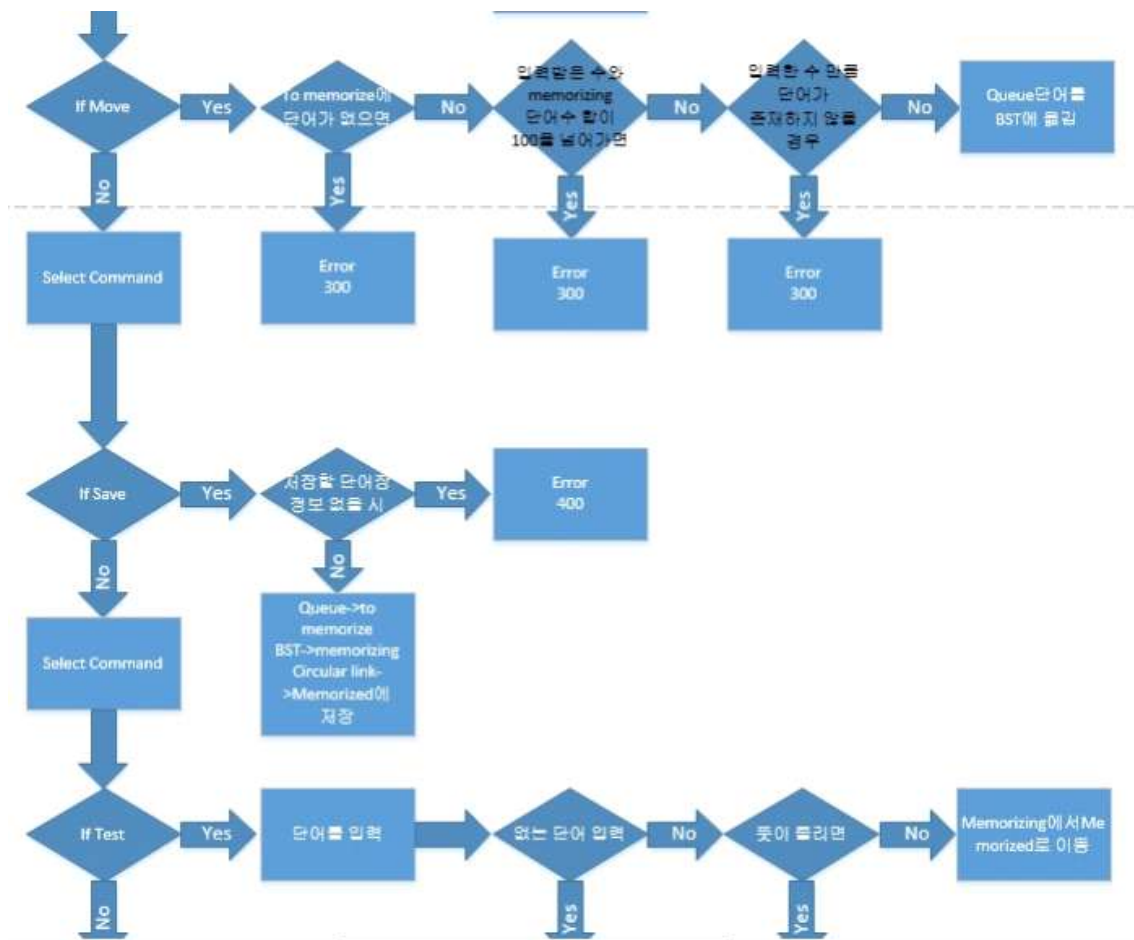 If Move
Yes
To memorize에
단어가 없으면
No
입력받은 수와
memorizing
단어수 합이
100를 넘어가면
No
입력한 수 만큼
단어가
존재하지 않을
경우
No
Queue단어를
BST에 옮김
No
Yes
Yes
Yes
Select Command
Error
300
Error
300
Error
300
If Save
Yes
저장할 단어장
정보 없을 시
Yes
Error
400
No
No
Select Command
Queue->to
memorize
BST->memorizing
Circular link-
>Memorized에
저장
If Test
Yes
단어를 입력
없는 단어 입력
No
뜻이 틀리면
No
Memorizing에서Me
morized로 이동
No
Yes
Yes